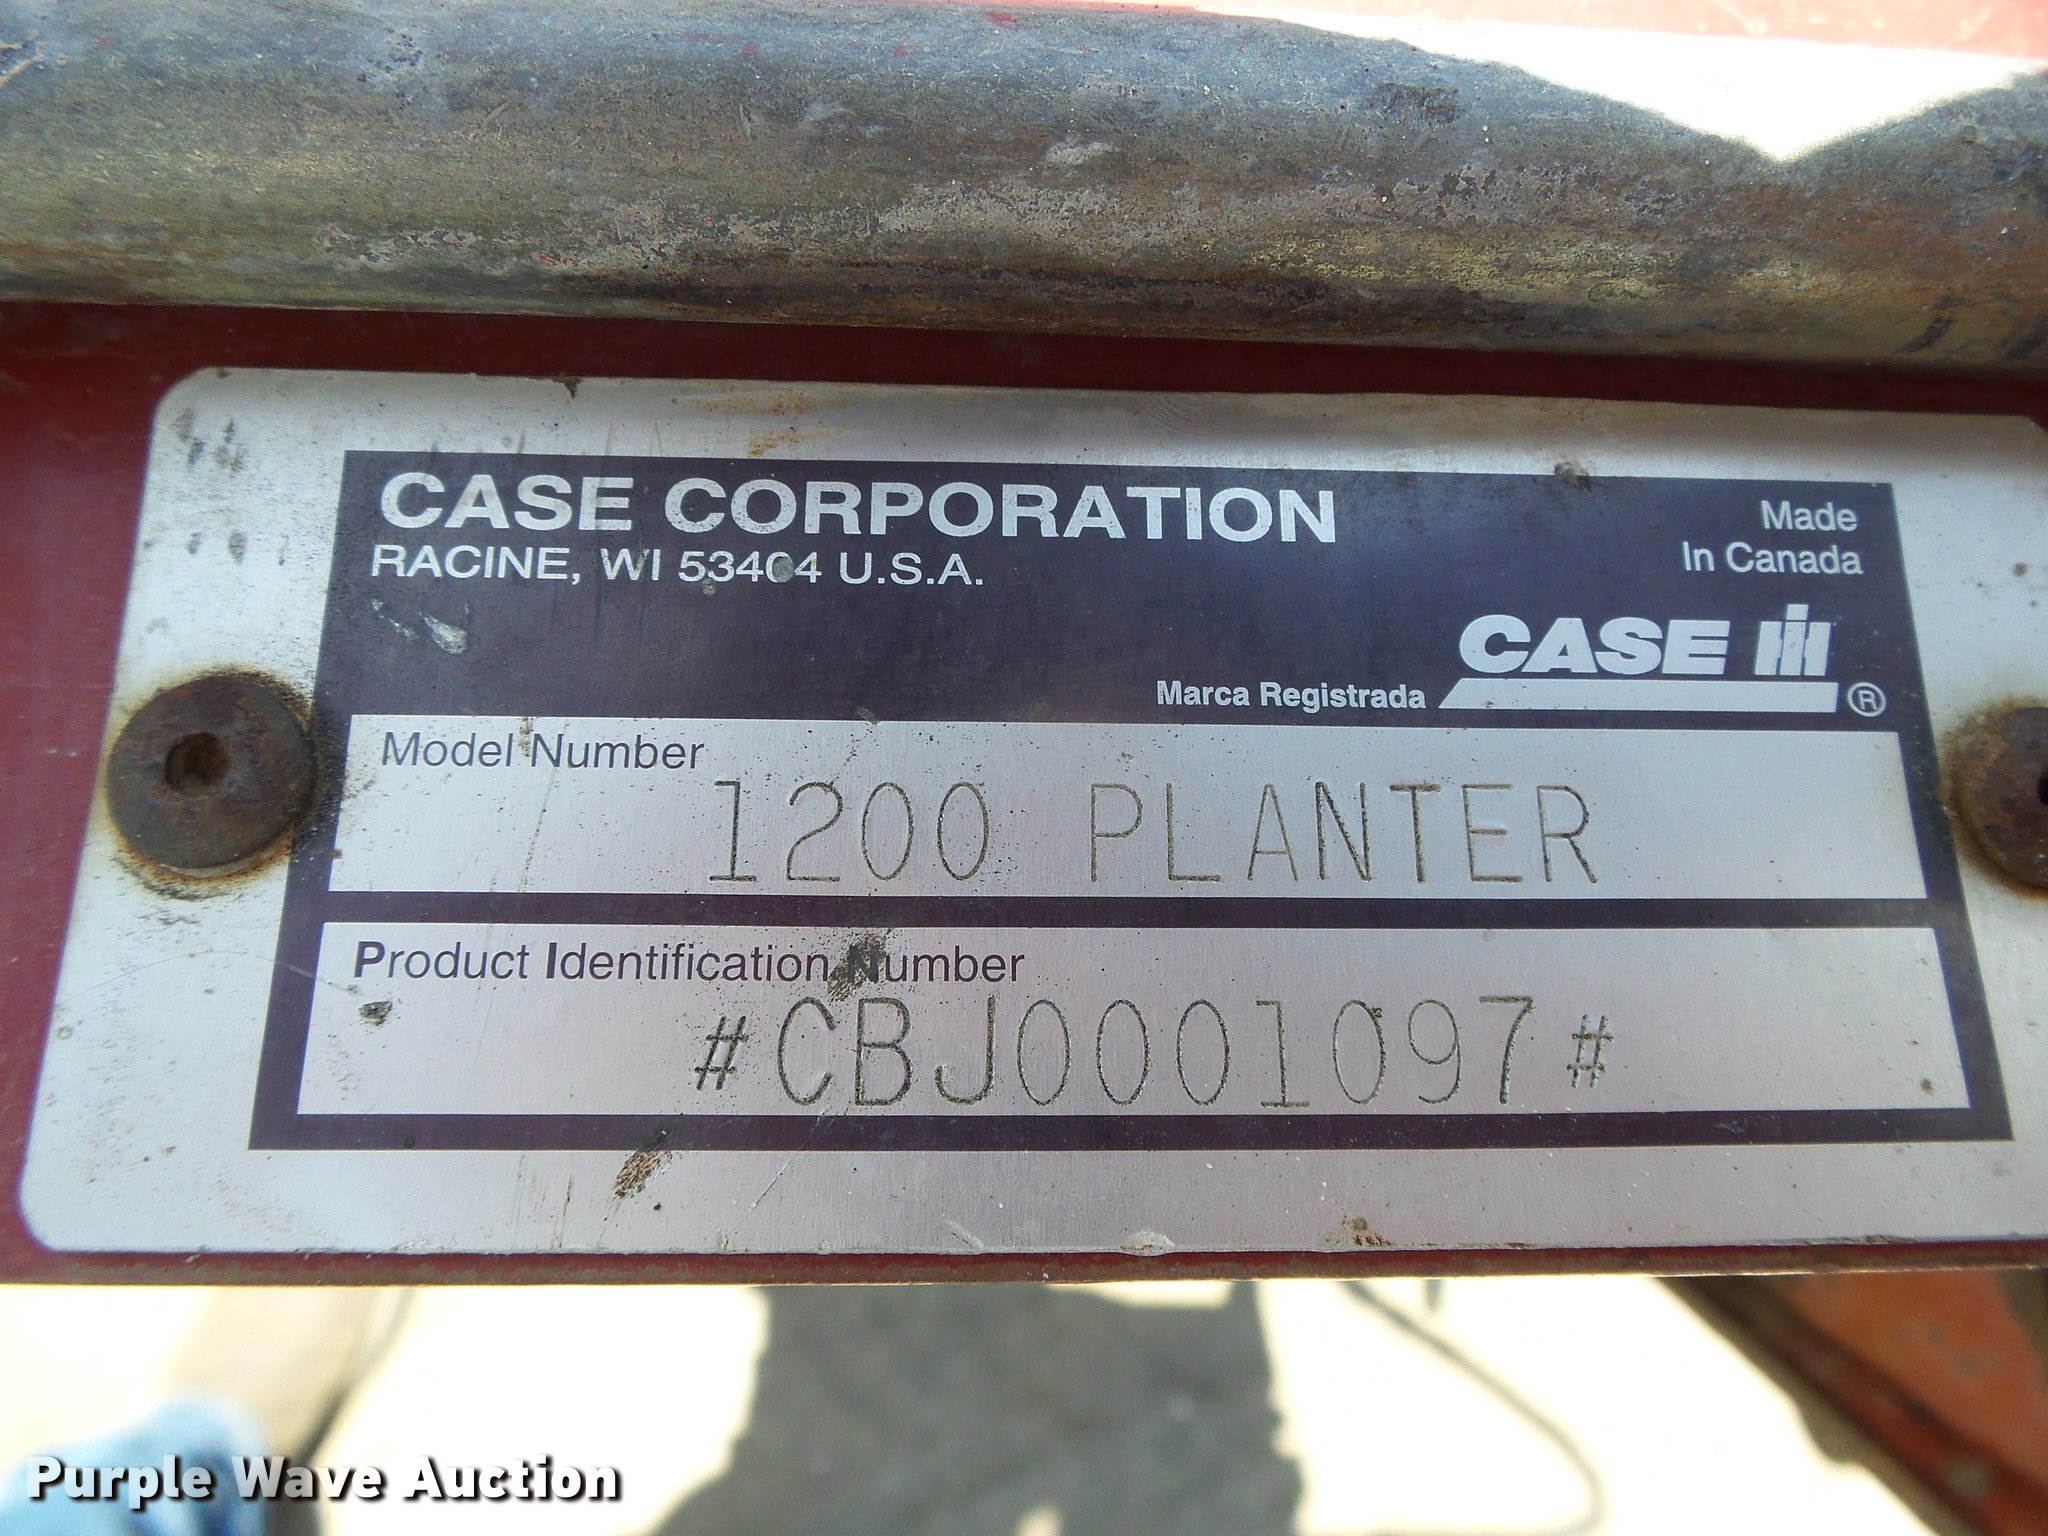 CASE CORPORATION
RACINE, WI 53404 U.S.A.
Made
In Canada
CASE IH
Marca Registrada ®
Model Number
1200 PLANTER
Product Identification Number
#CBJ0001097#
Purple Wave Auction